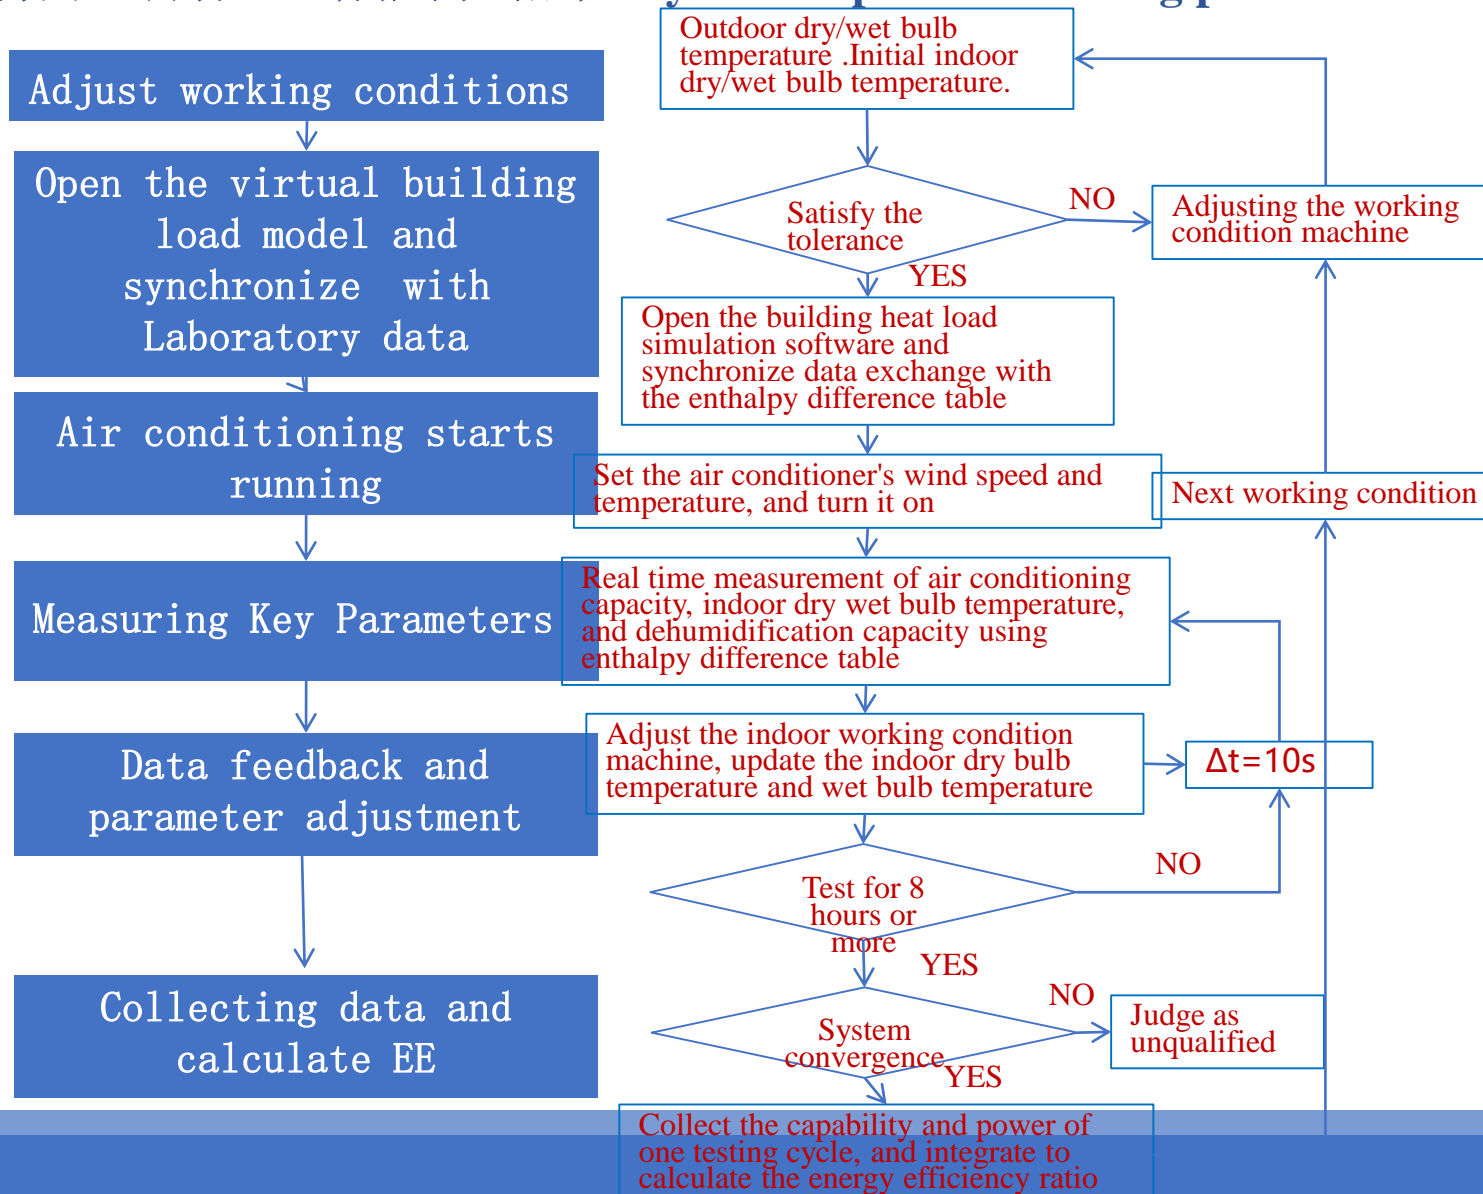 Adjust working conditions
Open the virtual building
load model and
synchronize with
Laboratory data
Air conditioning starts
running
Measuring Key Parameters
Data feedback and
parameter adjustment
Collecting data and
calculate EE
Outdoor dry/wet bulb
temperature .Initial indoor
dry/wet bulb temperature.
Satisfy the
tolerance
NO
Adjusting the working
condition machine
YES
Open the building heat load
simulation software and
synchronize data exchange with
the enthalpy difference table
Set the air conditioner's wind speed and
temperature, and turn it on
Next working condition
Real time measurement of air conditioning
capacity, indoor dry wet bulb temperature,
and dehumidification capacity using
enthalpy difference table
Adjust the indoor working condition
machine, update the indoor dry bulb
temperature and wet bulb temperature
Δt=10s
Test for 8
hours or
more
NO
YES
System
convergence
NO
Judge as
unqualified
YES
Collect the capability and power of
one testing cycle, and integrate to
calculate the energy efficiency ratio